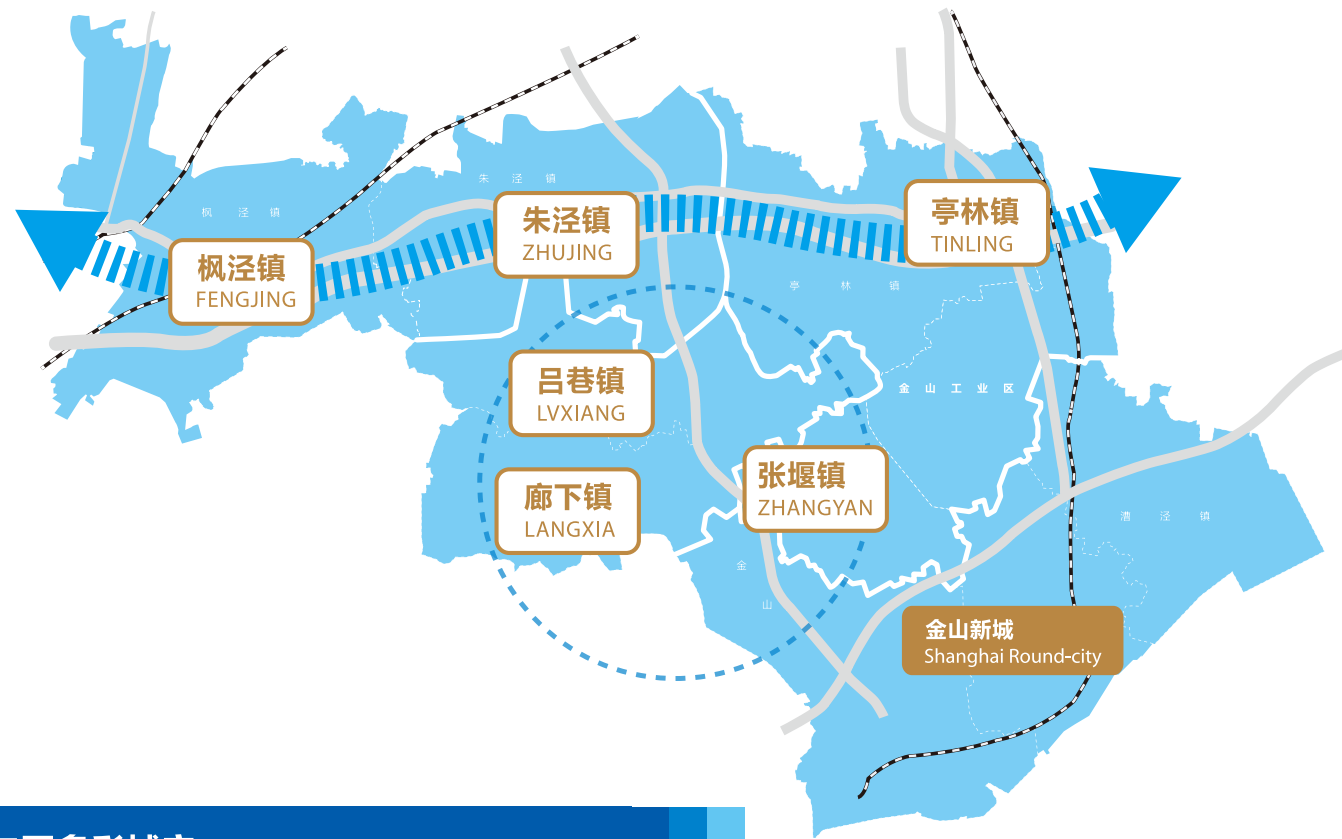 朱 泾 镇
枫 泾 镇
朱泾镇
ZHUJING
亭林镇
TINLING
枫泾镇
FENGJING
亭 林 镇
吕巷镇
LVXIANG
金 山 工 业 区
张堰镇
ZHANGYAN
廊下镇
LANGXIA
漕 泾 镇
金
山
金山新城
Shanghai Round-city